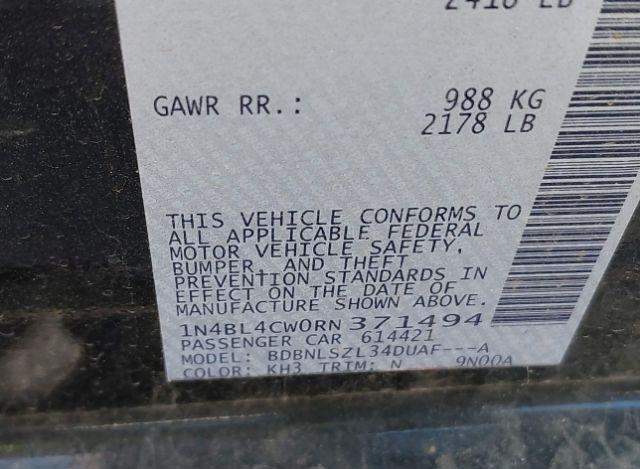 2416 LB
GAWR RR.: 988 KG
2178 LB
THIS VEHICLE CONFORMS TO
ALL APPLICABLE FEDERAL
MOTOR VEHICLE SAFETY,
BUMPER, AND THEFT
PREVENTION STANDARDS IN
EFFECT ON THE DATE OF
MANUFACTURE SHOWN ABOVE.
1N4BL4CW0RN371494
PASSENGER CAR 614421
MODEL: BDBNLSZL34DUAF---A
COLOR: KH3 TRIM: N 9N00A